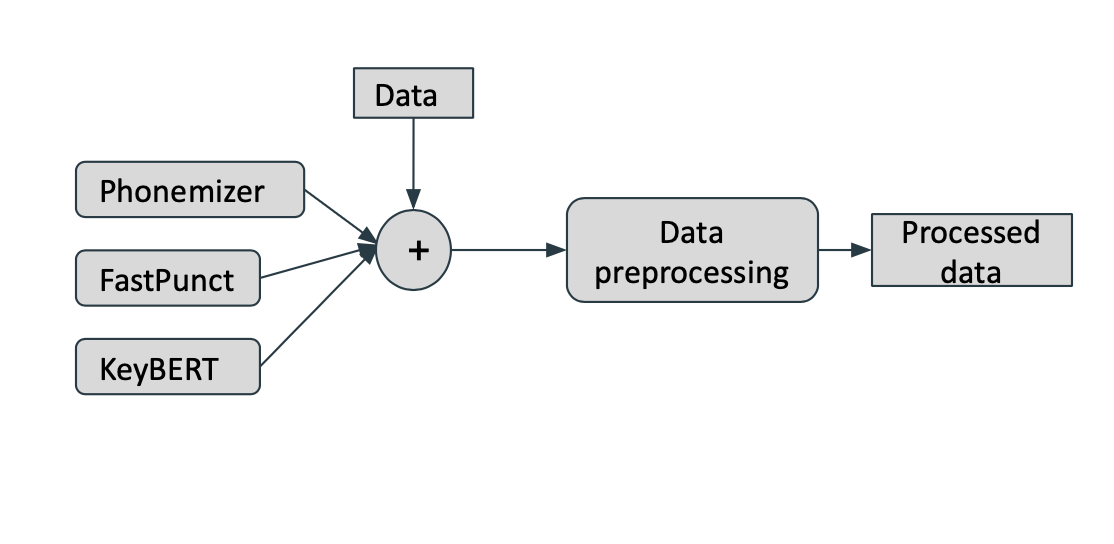 Data
Phonemizer
FastPunct
KeyBERT
+
Data
preprocessing
Processed
data